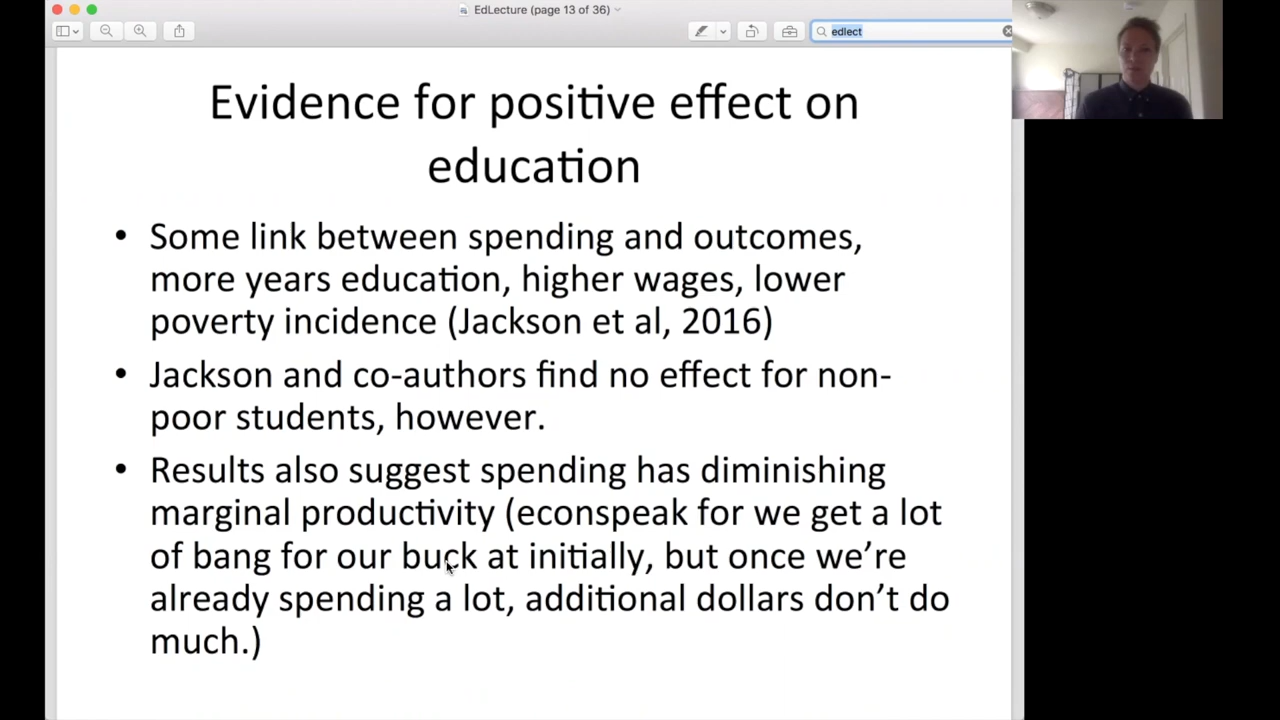 EdLecture (page 13 of 36)
edlect
Evidence for positive effect on
education
• Some link between spending and outcomes,
more years education, higher wages, lower
poverty incidence (Jackson et al, 2016)
• Jackson and co-authors find no effect for non-
poor students, however.
• Results also suggest spending has diminishing
marginal productivity (econspeak for we get a lot
of bang for our buck at initially, but once we’re
already spending a lot, additional dollars don’t do
much.)